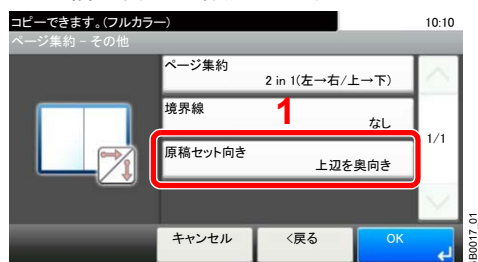 コピーできます。(フルカラー)
10:10
ページ集約 - その他
ページ集約
2 in 1(左→右/上→下)
境界線
1
なし
1/1
原稿セット向き
上辺を奥向き
キャンセル
<戻る
OK
B0017_01